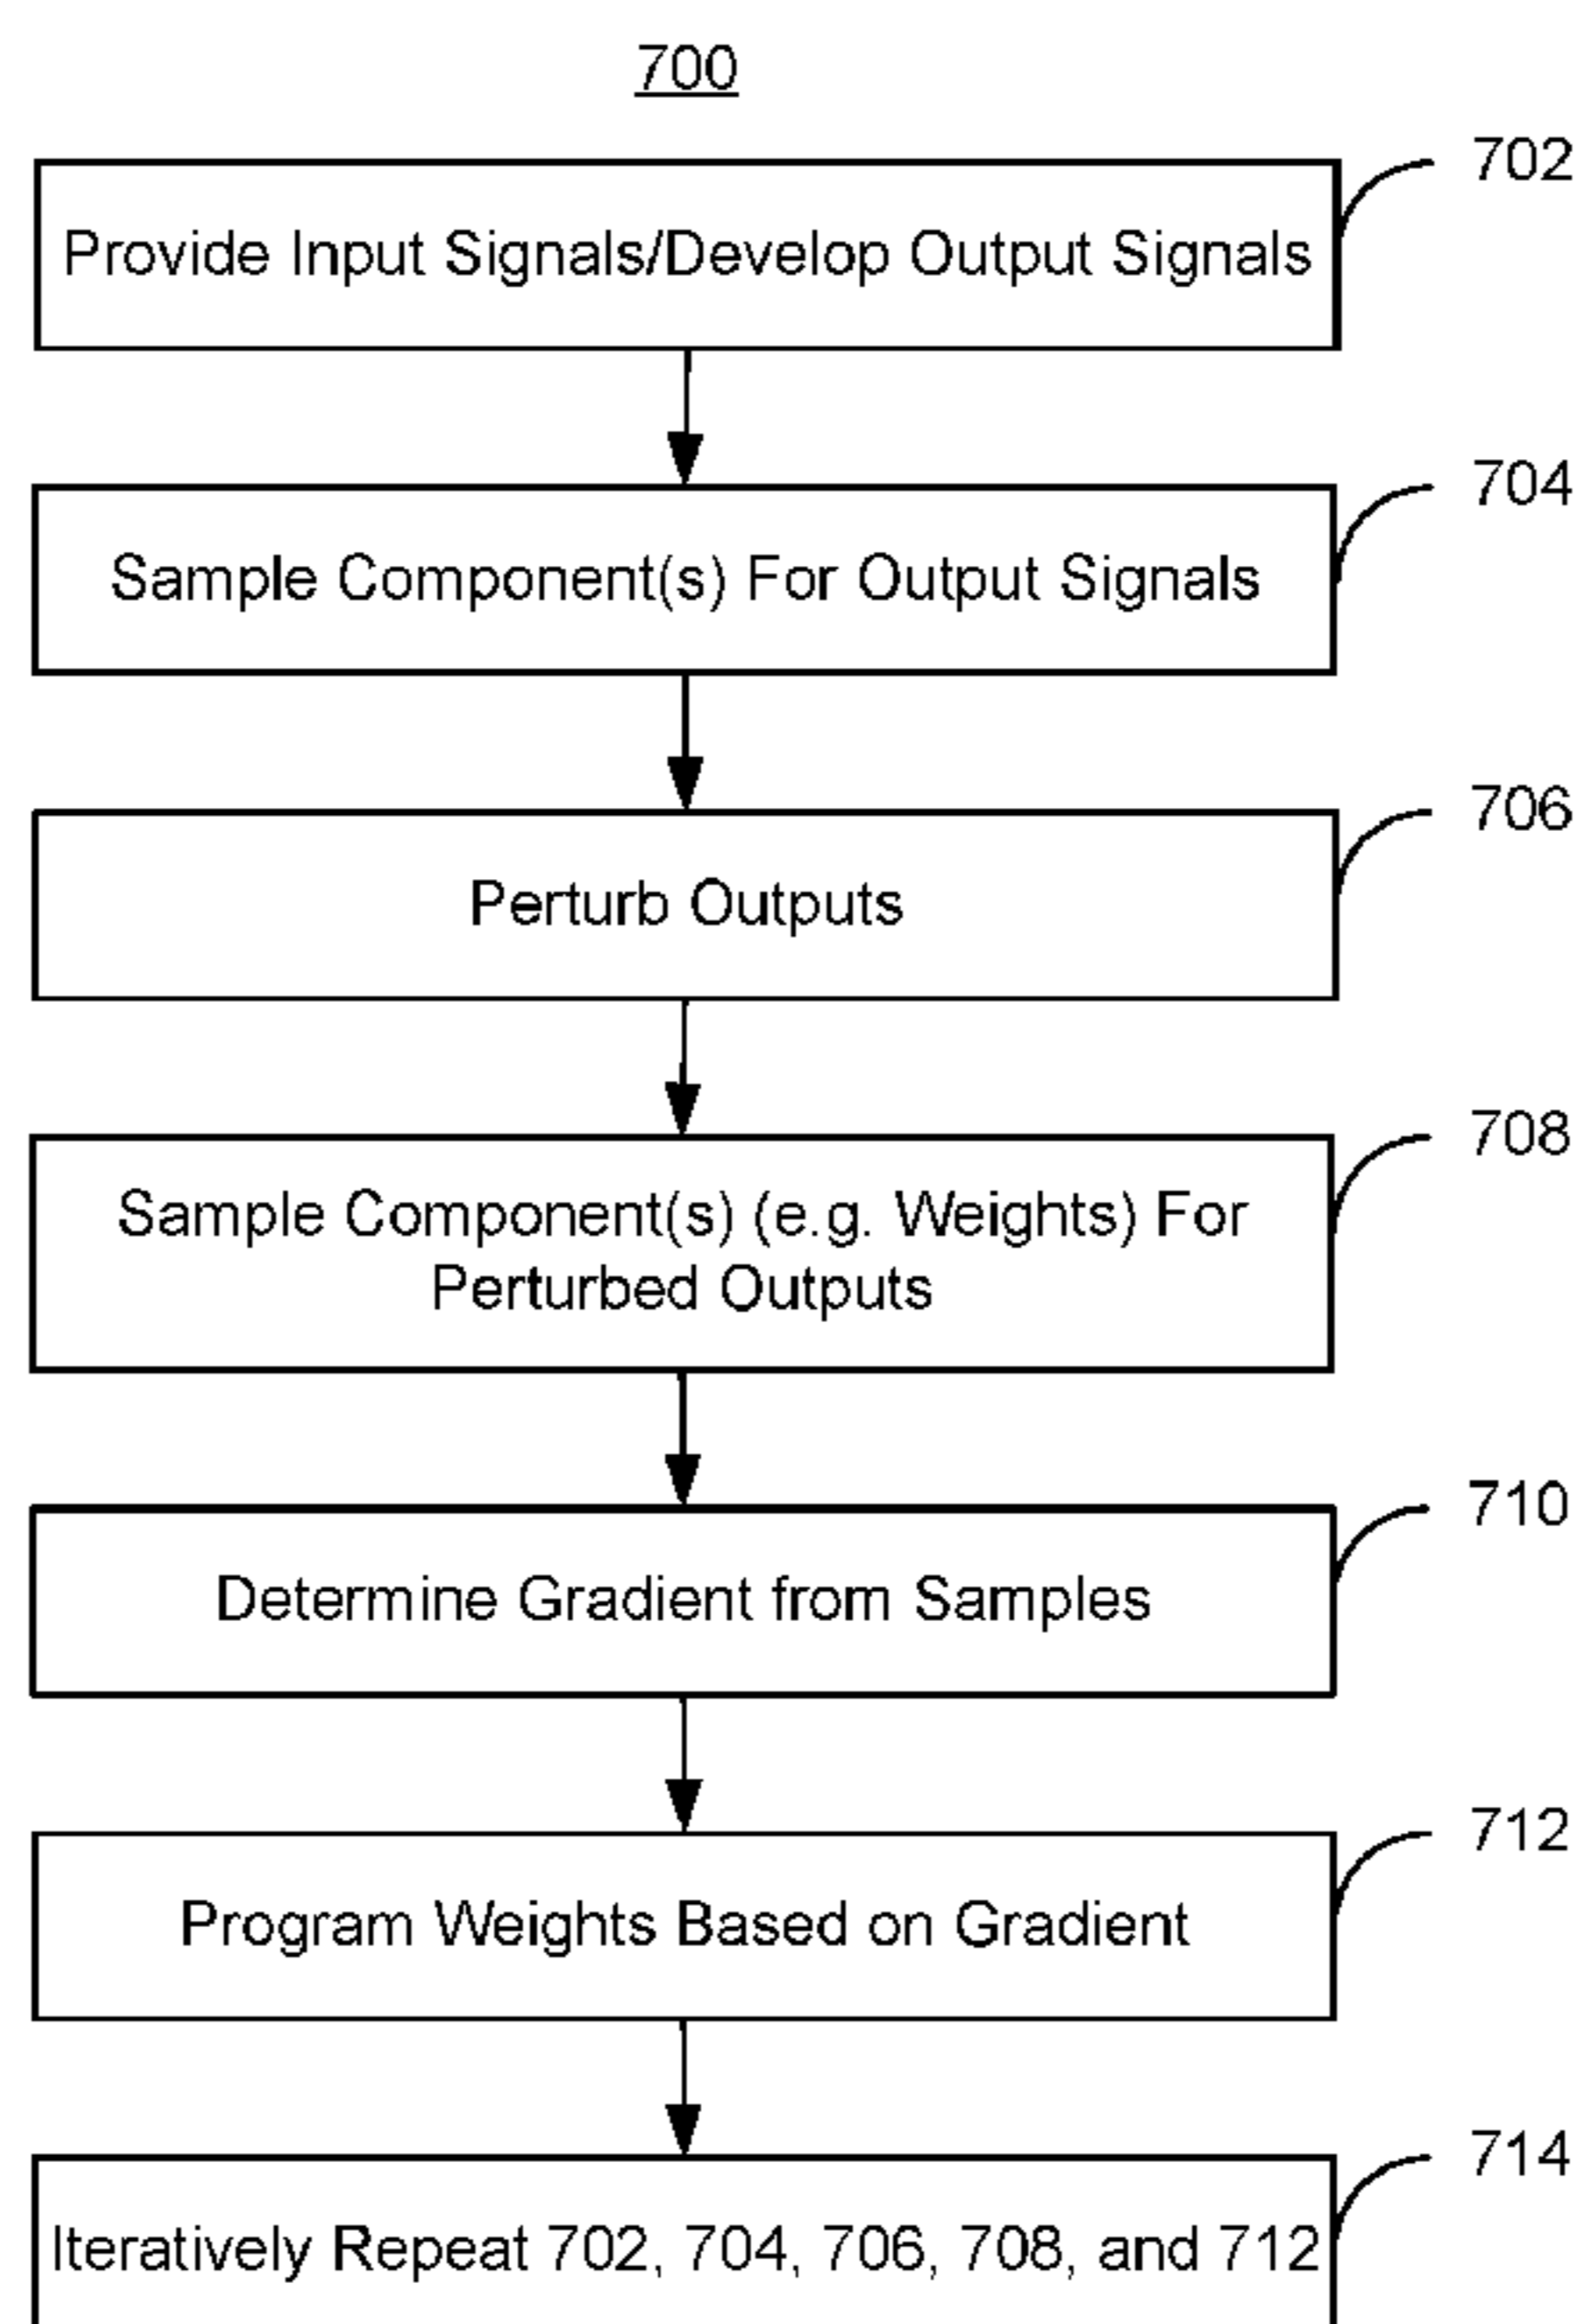 700
702
Provide Input Signals/Develop Output Signals
704
Sample Component(s) For Output Signals
706
Perturb Outputs
708
Sample Component(s) (e.g. Weights) For
Perturbed Outputs
710
Determine Gradient from Samples
712
Program Weights Based on Gradient
714
Iteratively Repeat 702, 704, 706, 708, and 712